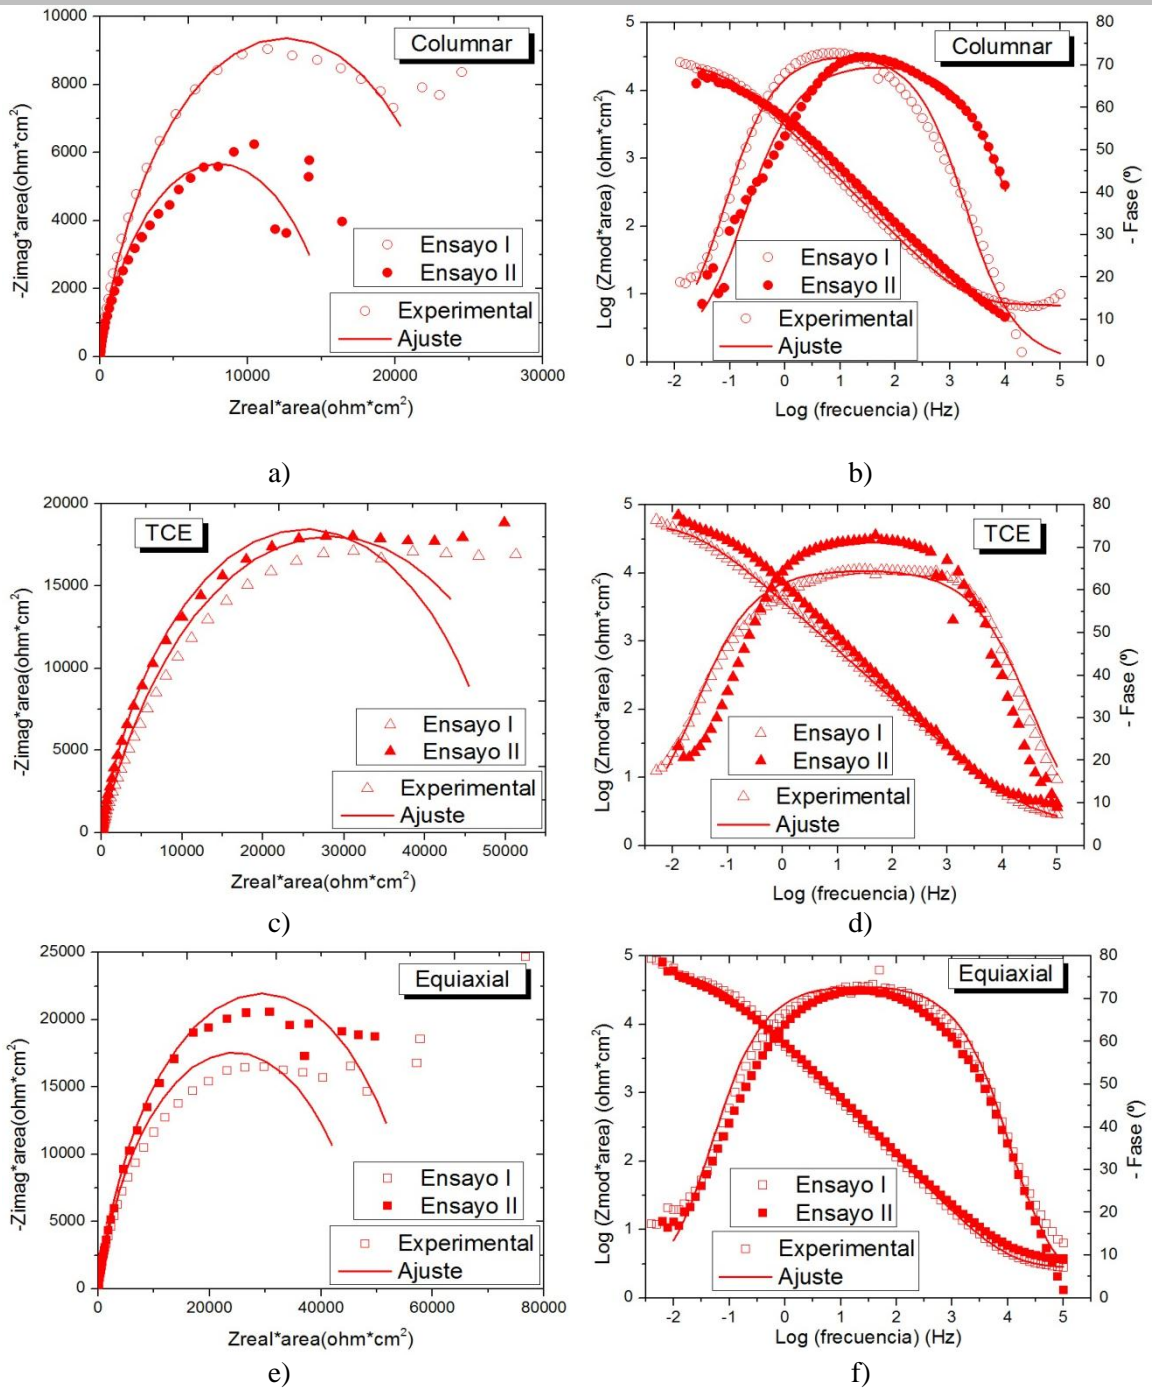 10000
8000
6000
4000
2000
0
-Zimag*area(ohm*cm²)
Columnar
Ensayo I
Ensayo II
Experimental
Ajuste
0 10000 20000 30000
Zreal*area(ohm*cm²)
a)
5
4
3
2
1
0
Log (Zmod*area) (ohm*cm²)
Columnar
Ensayo I
Ensayo II
Experimental
Ajuste
80
70
60
50
40
30
20
10
0
- Fase (º)
-2 -1 0 1 2 3 4 5
Log (frecuencia) (Hz)
b)
20000
15000
10000
5000
0
-Zimag*area(ohm*cm²)
TCE
Ensayo I
Ensayo II
Experimental
Ajuste
0 10000 20000 30000 40000 50000
Zreal*area(ohm*cm²)
c)
5
4
3
2
1
0
Log (Zmod*area) (ohm*cm²)
TCE
Ensayo I
Ensayo II
Experimental
Ajuste
80
70
60
50
40
30
20
10
0
- Fase (º)
-2 -1 0 1 2 3 4 5
Log (frecuencia) (Hz)
d)
25000
20000
15000
10000
5000
0
-Zimag*area(ohm*cm²)
Equiaxial
Ensayo I
Ensayo II
Experimental
Ajuste
0 20000 40000 60000 80000
Zreal*area(ohm*cm²)
e)
5
4
3
2
1
0
Log (Zmod*area) (ohm*cm²)
Equiaxial
Ensayo I
Ensayo II
Experimental
Ajuste
80
70
60
50
40
30
20
10
0
- Fase (º)
-2 -1 0 1 2 3 4 5
Log (frecuencia) (Hz)
f)